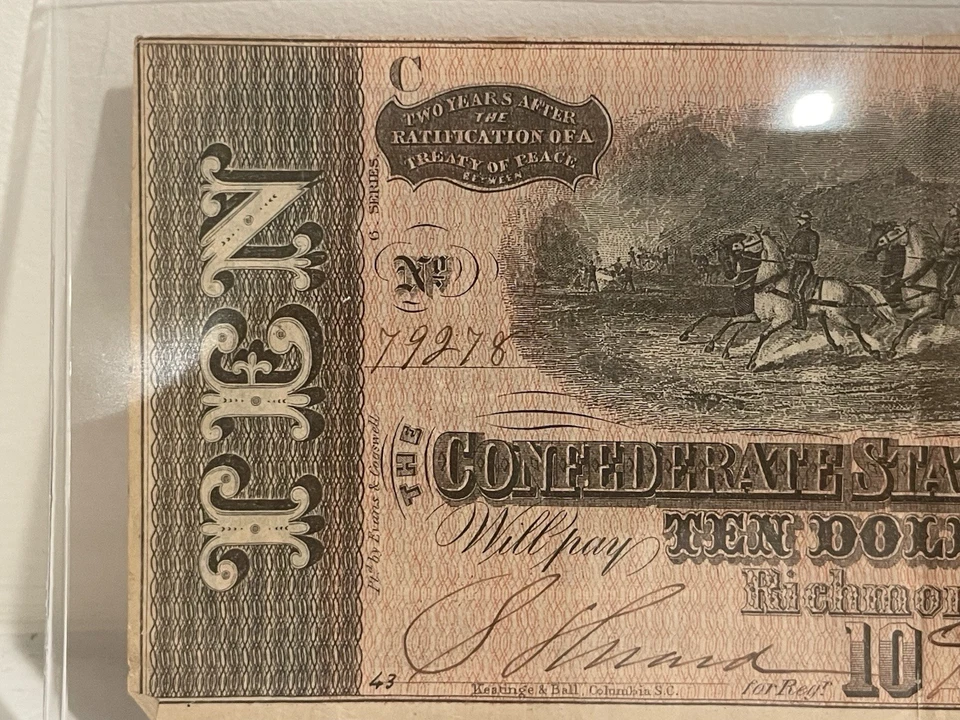 C
TWO YEARS AFTER
THE
RATIFICATION OF A
TREATY OF PEACE
BETWEEN
6 SERIES
TEN
No
79278
THE
CONFEDERATE STA
Will pay TEN DOLL
Richmon
Ptd by Evans & Cogswell
10
for Regr
43
Keatinge & Ball, Columbia S.C.